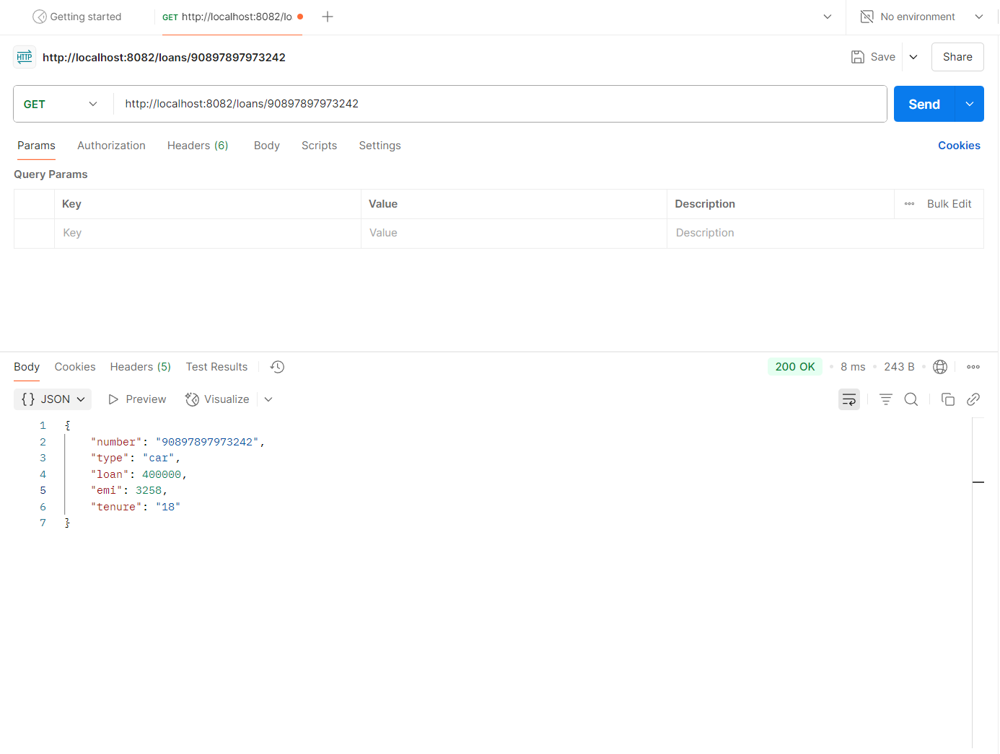 Getting started
GET http://localhost:8082/lo
No environment
HTTP http://localhost:8082/loans/90897897973242
Save
Share
GET
http://localhost:8082/loans/90897897973242
Send
Params Authorization Headers (6) Body Scripts Settings
Cookies
Query Params
Key Value Description Bulk Edit
Key Value Description
Body Cookies Headers (5) Test Results
200 OK 8 ms 243 B
{} JSON Preview Visualize
1 {
2 "number": "90897897973242",
3 "type": "car",
4 "loan": 400000,
5 "emi": 3258,
6 "tenure": "18"
7 }